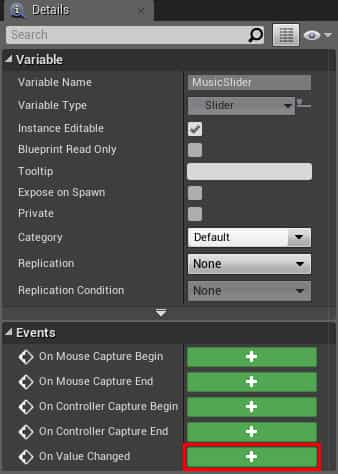 Details
Search
Variable
Variable Name MusicSlider
Variable Type Slider
Instance Editable
Blueprint Read Only
Tooltip
Expose on Spawn
Private
Category Default
Replication None
Replication Condition None
Events
On Mouse Capture Begin
On Mouse Capture End
On Controller Capture Begin
On Controller Capture End
On Value Changed